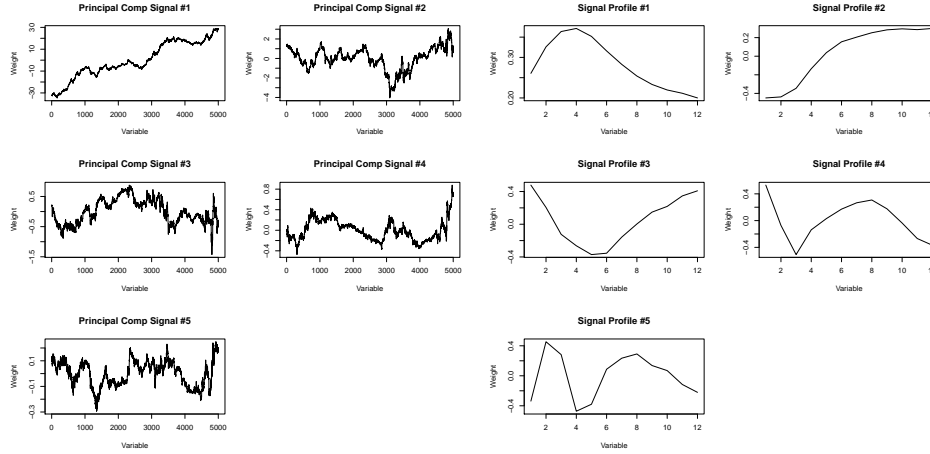 Principal Comp Signal #1
Principal Comp Signal #2
Signal Profile #1
Signal Profile #2
Weight
-30 -10 10 30
0 1000 2000 3000 4000 5000
Variable
Weight
-4 -2 0 2
0 1000 2000 3000 4000 5000
Variable
Weight
0.20 0.30
2 4 6 8 10 12
Variable
Weight
-0.4 0.2
2 4 6 8 10
Variable
Principal Comp Signal #3
Principal Comp Signal #4
Signal Profile #3
Signal Profile #4
Weight
-1.5 -0.5 0.5
0 1000 2000 3000 4000 5000
Variable
Weight
-0.4 0.0 0.4 0.8
0 1000 2000 3000 4000 5000
Variable
Weight
-0.4 0.0 0.4
2 4 6 8 10 12
Variable
Weight
-0.4 0.0 0.4
2 4 6 8 10
Variable
Principal Comp Signal #5
Signal Profile #5
Weight
-0.3 -0.1 0.1
0 1000 2000 3000 4000 5000
Variable
Weight
-0.4 0.0 0.4
2 4 6 8 10 12
Variable